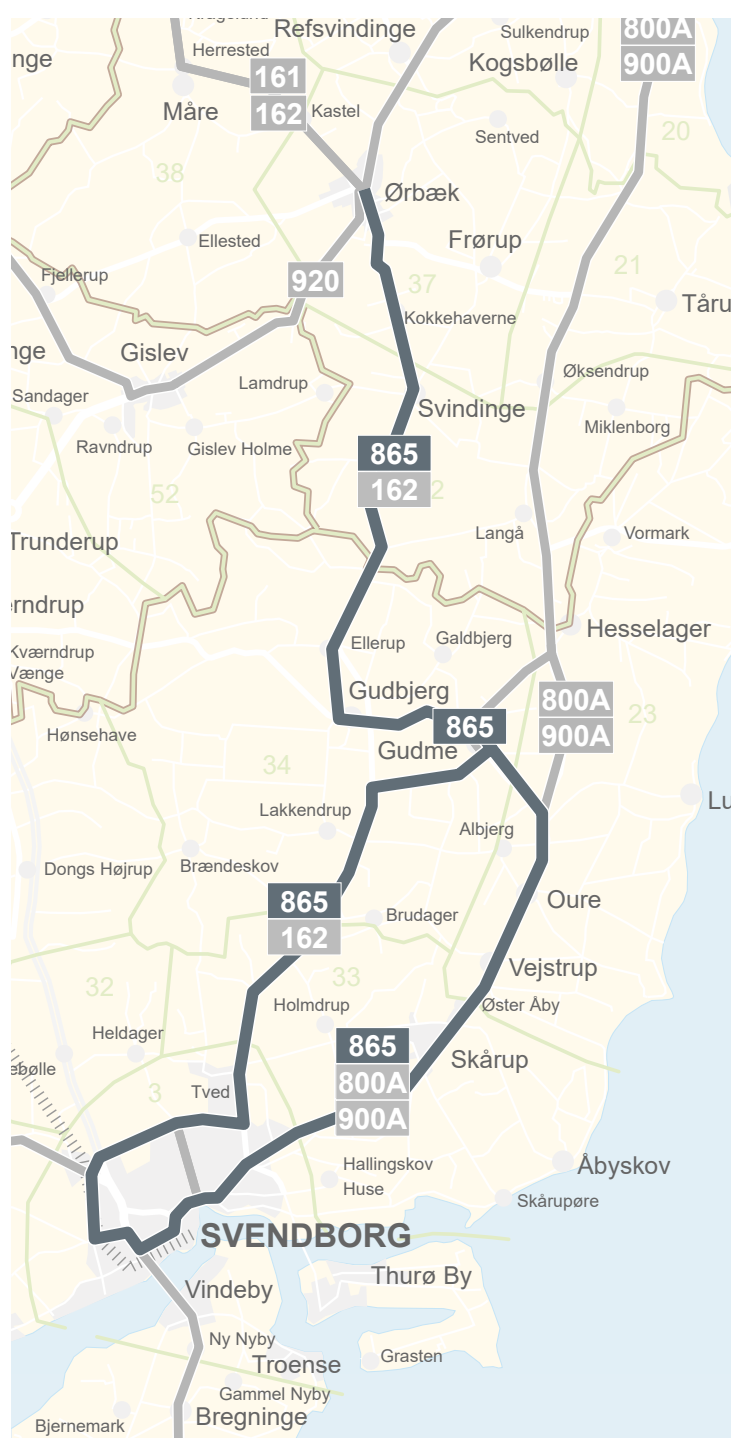 Refsvindinge
Sulkendrup
800A
Herrested
nge
161
Kogsbølle
900A
Måre
162
Kastel
Sentved
20
38
Ørbæk
Ellested
Frørup
21
Fjellerup
920
37
Tåru
Kokkehaverne
nge
Gislev
Øksendrup
Sandager
Lamdrup
Svindinge
Miklenborg
Ravndrup
Gislev Holme
865
162
2
52
Trunderup
Langå
Vormark
erndrup
Hesselager
Kværndrup
Vænge
Ellerup
Galdbjerg
Gudbjerg
800A
23
Hønsehave
865
900A
Gudme
34
Lakkendrup
Albjerg
Lu
Dongs Højrup
Brændeskov
865
Oure
162
Brudager
Vejstrup
32
33
Holmdrup
Øster Åby
Heldager
865
Skårup
ebølle
800A
3
Tved
900A
Hallingskov
Huse
Åbyskov
Skårupøre
SVENDBORG
Vindeby
Thurø By
Ny Nyby
Troense
Grasten
Gammel Nyby
Bjernemark
Bregninge